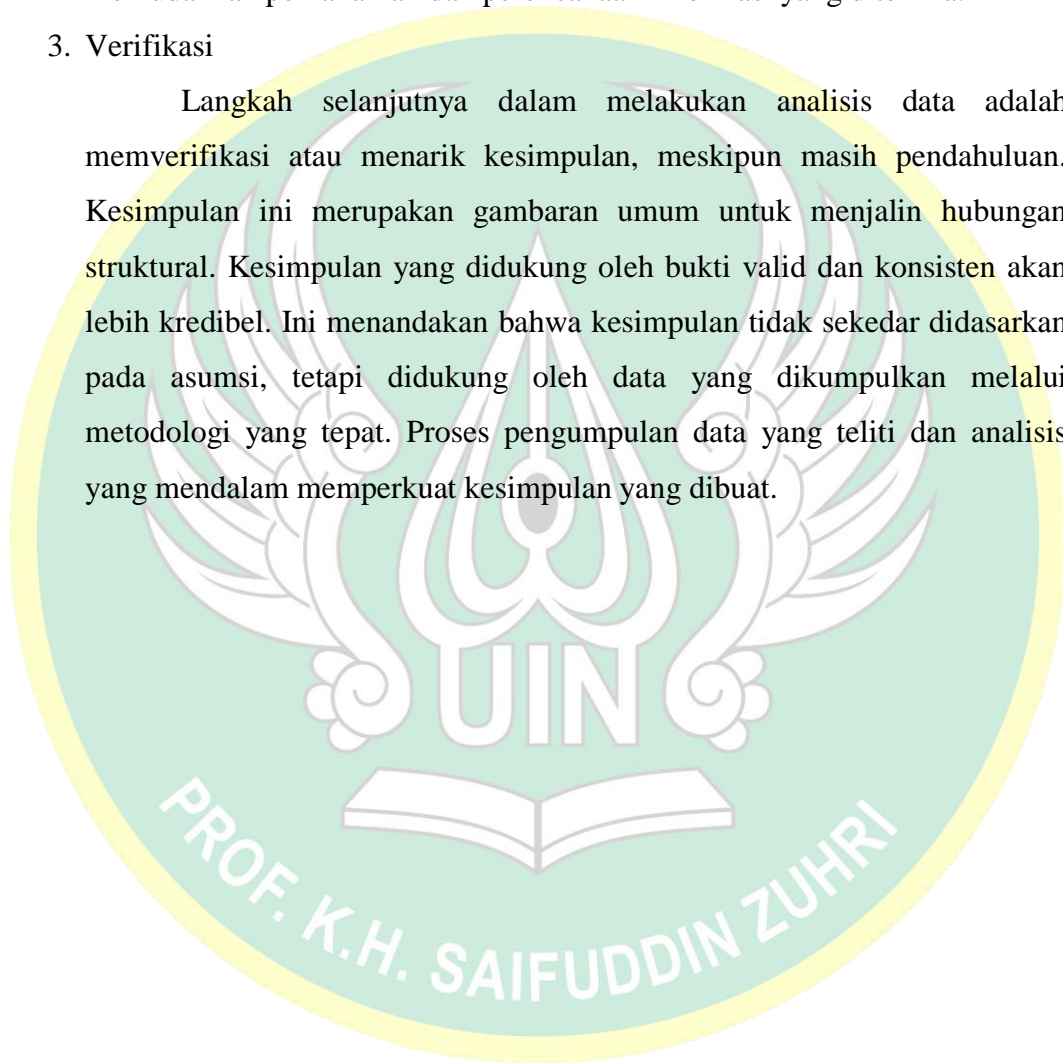 3. Verifikasi
Langkah selanjutnya dalam melakukan analisis data adalah
memverifikasi atau menarik kesimpulan, meskipun masih pendahuluan.
Kesimpulan ini merupakan gambaran umum untuk menjalin hubungan
struktural. Kesimpulan yang didukung oleh bukti valid dan konsisten akan
lebih kredibel. Ini menandakan bahwa kesimpulan tidak sekedar didasarkan
pada asumsi, tetapi didukung oleh data yang dikumpulkan melalui
metodologi yang tepat. Proses pengumpulan data yang teliti dan analisis
yang mendalam memperkuat kesimpulan yang dibuat.
UIN
PROF. K.H. SAIFUDDIN ZUHRI